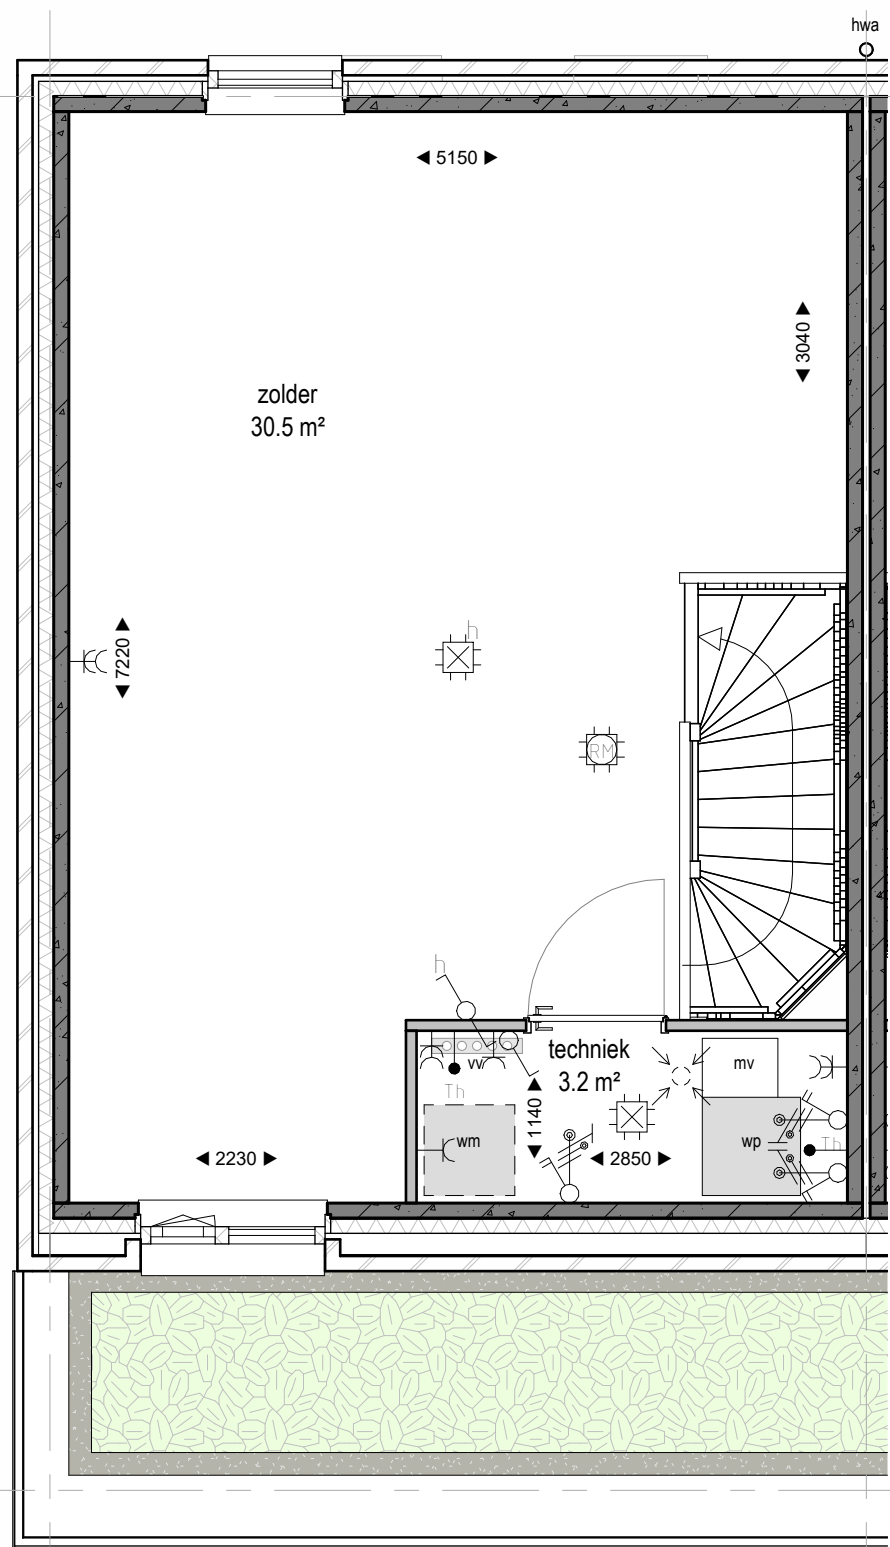 hwa
5150
3040
zolder
30.5 m²
7220
h
RM
h
techniek
3.2 m²
vv
mv
Th
1140
wm
wp
Th
2230
2850